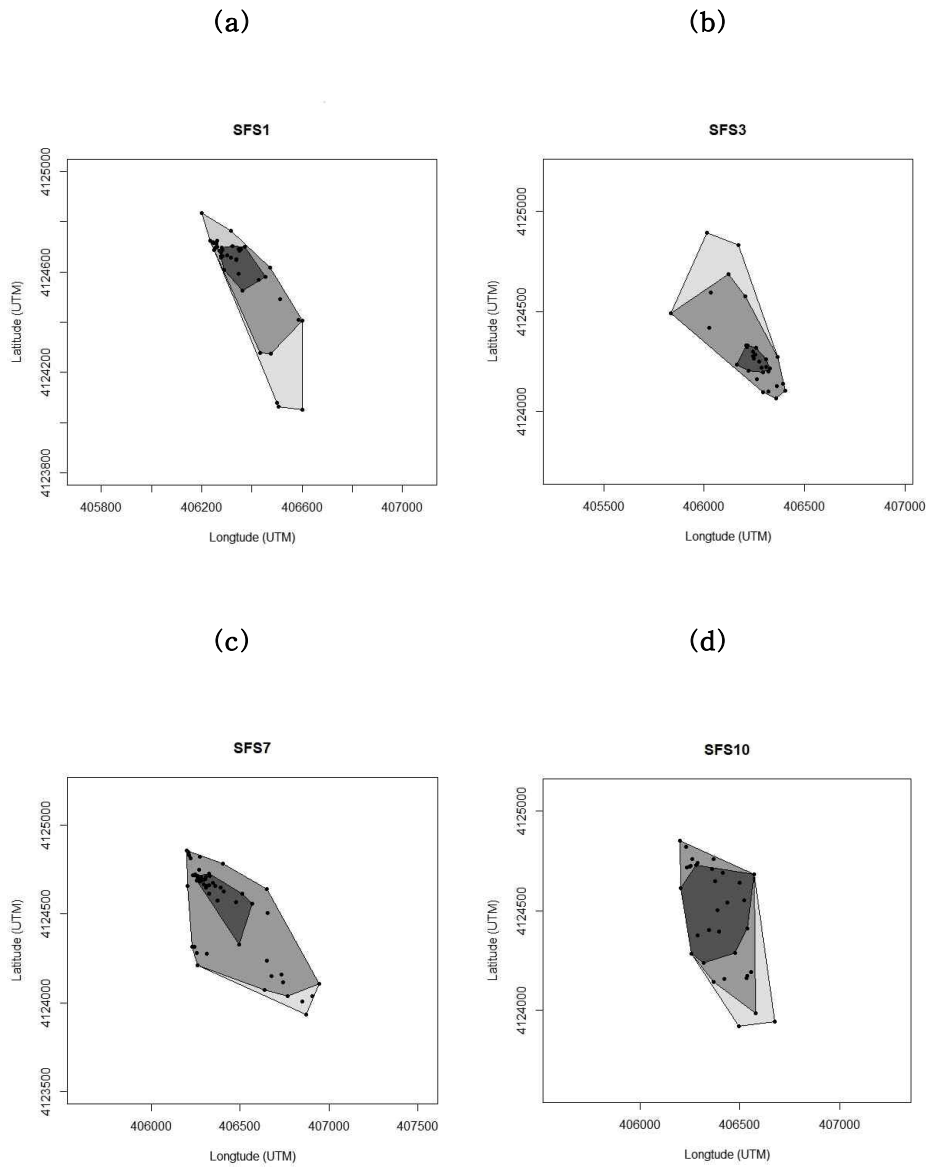 (a)
(b)
SFS1
4125000
4124600
4124200
4123800
Latitude (UTM)
405800
406200
406600
407000
Longtude (UTM)
SFS3
4125000
4124500
4124000
Latitude (UTM)
405500
406000
406500
407000
Longtude (UTM)
(c)
(d)
SFS7
4125000
4124500
4124000
4123500
Latitude (UTM)
406000
406500
407000
407500
Longtude (UTM)
SFS10
4125000
4124500
4124000
Latitude (UTM)
406000
406500
407000
Longtude (UTM)